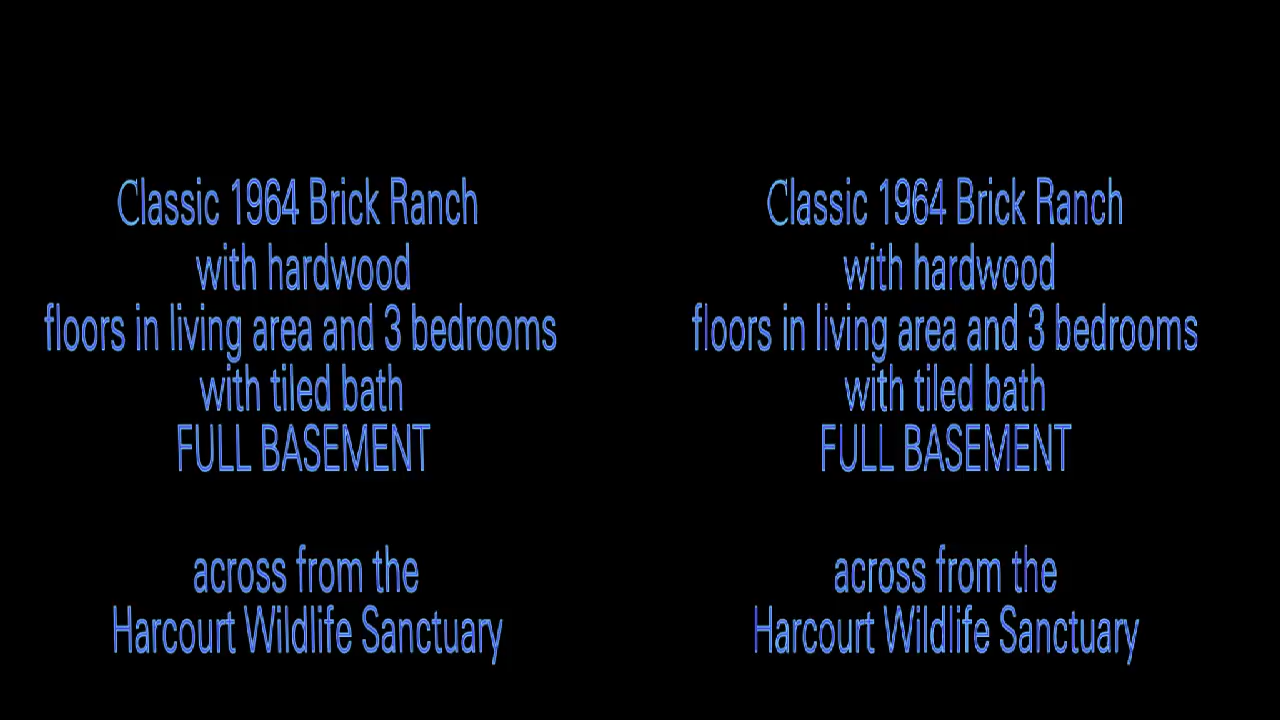 Classic 1964 Brick Ranch
with hardwood
floors in living area and 3 bedrooms
with tiled bath
FULL BASEMENT
across from the
Harcourt Wildlife Sanctuary
Classic 1964 Brick Ranch
with hardwood
floors in living area and 3 bedrooms
with tiled bath
FULL BASEMENT
across from the
Harcourt Wildlife Sanctuary